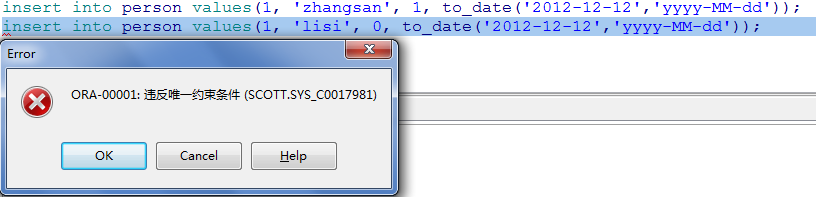 insert into person values(1, 'zhangsan', 1, to_date('2012-12-12','yyyy-MM-dd'));
insert into person values(1, 'lisi', 0, to_date('2012-12-12','yyyy-MM-dd'));
Error
ORA-00001: 违反唯一约束条件 (SCOTT.SYS_C0017981)
OK
Cancel
Help